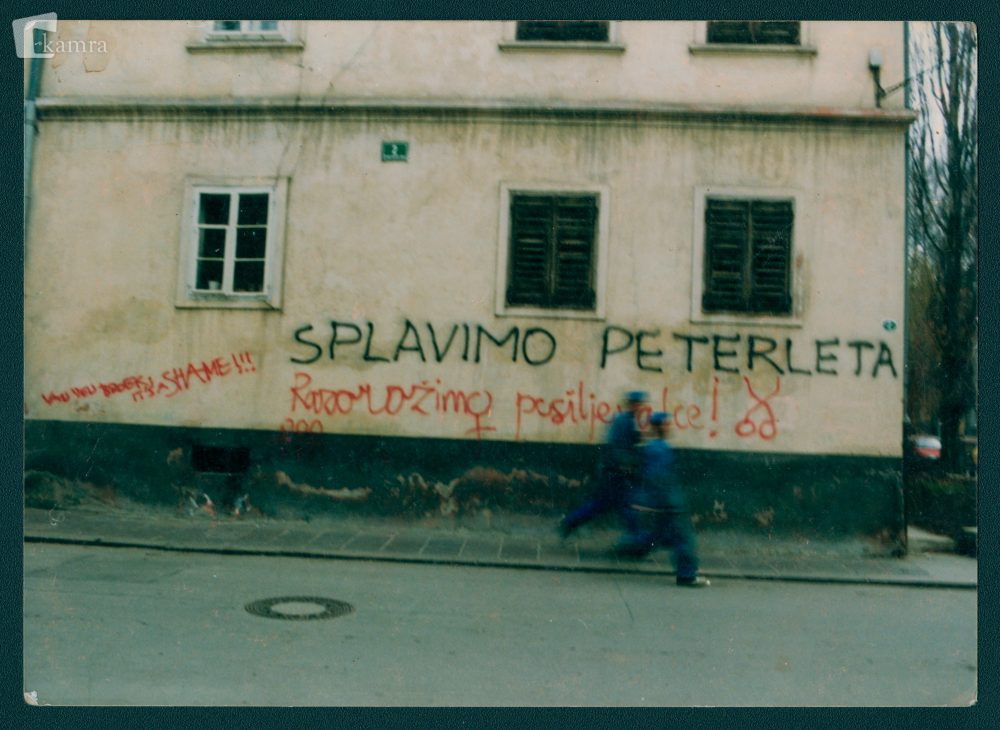 kamra
2
SPLAVIMO PETERLETA
SHAME!!!
Razorožimo posiljevalce!